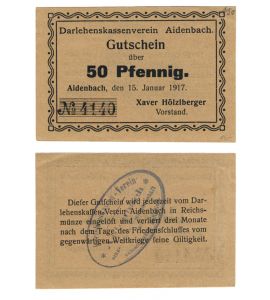 Darlehenskassenverein Aidenbach.
Gutschein
über
50 Pfennig.
Aidenbach, den 15. Januar 1917.
№ 4140
Xaver Hölzlberger
Vorstand.
Dieser Gutschein wird jederzeit vom Dar-
lehenskassen-Verein Aidenbach in Reichs-
münze eingelöst und verliert drei Monate
nach dem Tage des Friedensschlusses vom
gegenwärtigen Weltkriege seine Giltigkeit.